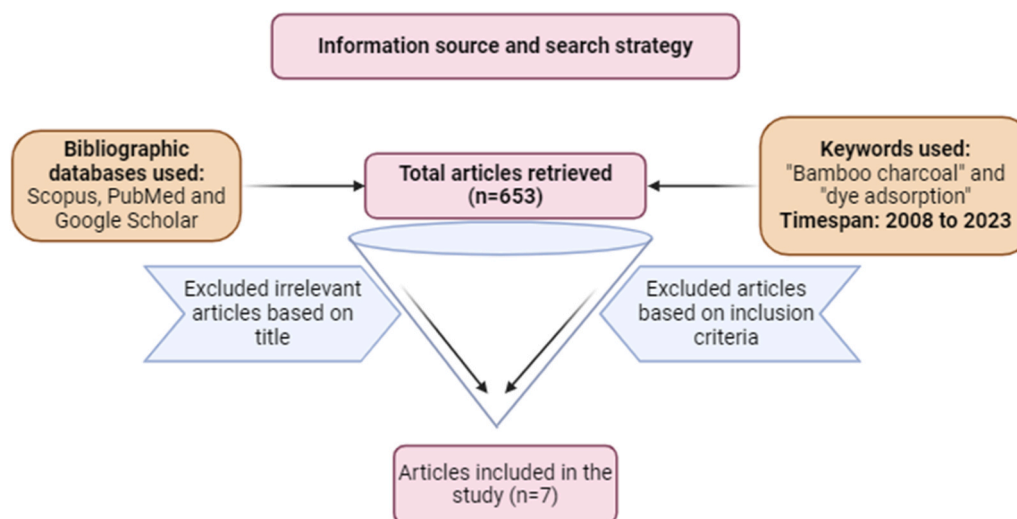 Information source and search strategy
Bibliographic
databases used:
Scopus, PubMed and
Google Scholar
Total articles retrieved
(n=653)
Keywords used:
"Bamboo charcoal" and
"dye adsorption"
Timespan: 2008 to 2023
Excluded irrelevant
articles based on
title
Excluded articles
based on inclusion
criteria
Articles included in the
study (n=7)